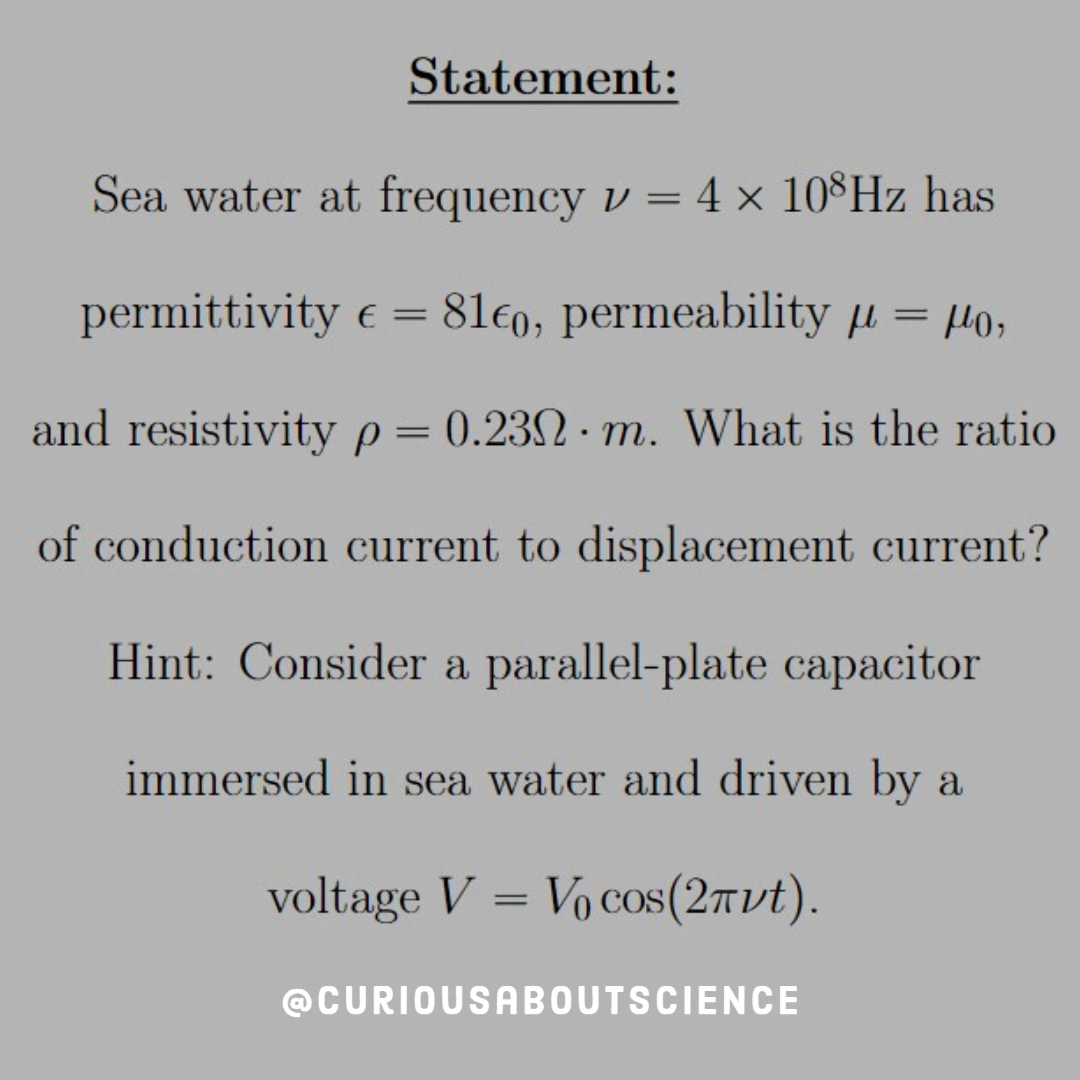 Statement:
Sea water at frequency ν = 4 × 10⁸Hz has
permittivity ϵ = 81ϵ₀, permeability μ = μ₀,
and resistivity ρ = 0.23Ω · m. What is the ratio
of conduction current to displacement current?
Hint: Consider a parallel-plate capacitor
immersed in sea water and driven by a
voltage V = V₀ cos(2πνt).
@CURIOUSABOUTSCIENCE